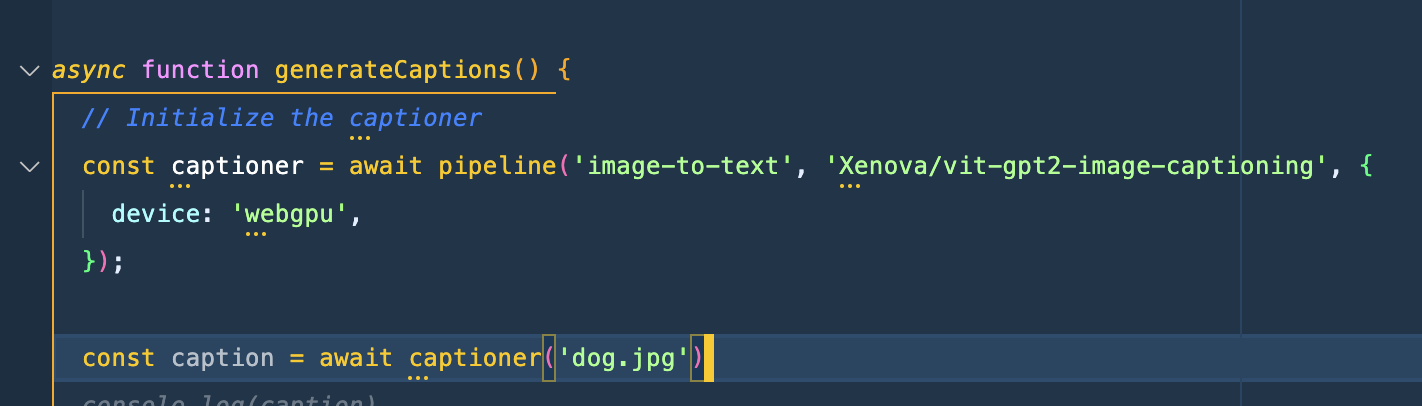 async function generateCaptions() {
// Initialize the captioner
const captioner = await pipeline('image-to-text', 'Xenova/vit-gpt2-image-captioning', {
device: 'webgpu',
});
const caption = await captioner('dog.jpg')
console.log(caption)